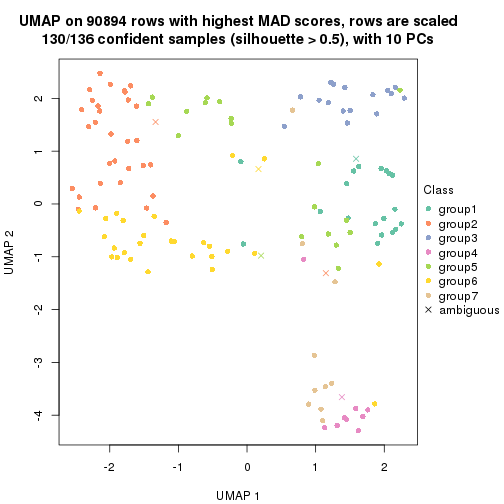 UMAP on 90894 rows with highest MAD scores, rows are scaled
130/136 confident samples (silhouette > 0.5), with 10 PCs
2
1
0
-1
-2
-3
-4
UMAP 2
-2
-1
0
1
2
UMAP 1
Class
group1
group2
group3
group4
group5
group6
group7
ambiguous